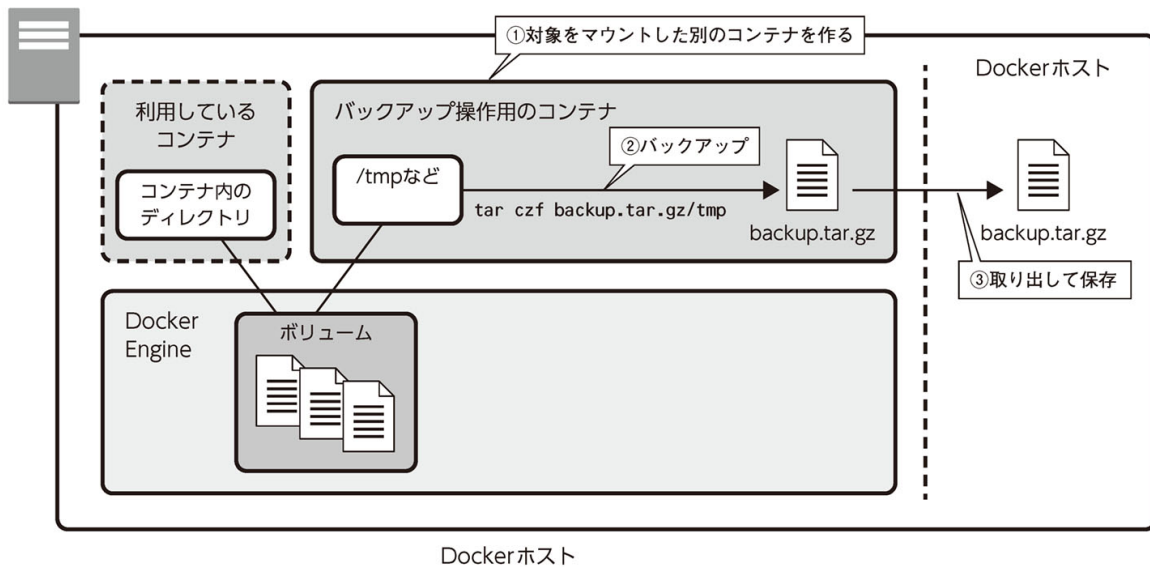 ①対象をマウントした別のコンテナを作る
Dockerホスト
利用している
コンテナ
バックアップ操作用のコンテナ
②バックアップ
コンテナ内の
ディレクトリ
/tmpなど
tar czf backup.tar.gz/tmp
backup.tar.gz
backup.tar.gz
③取り出して保存
Docker
Engine
ボリューム
Dockerホスト